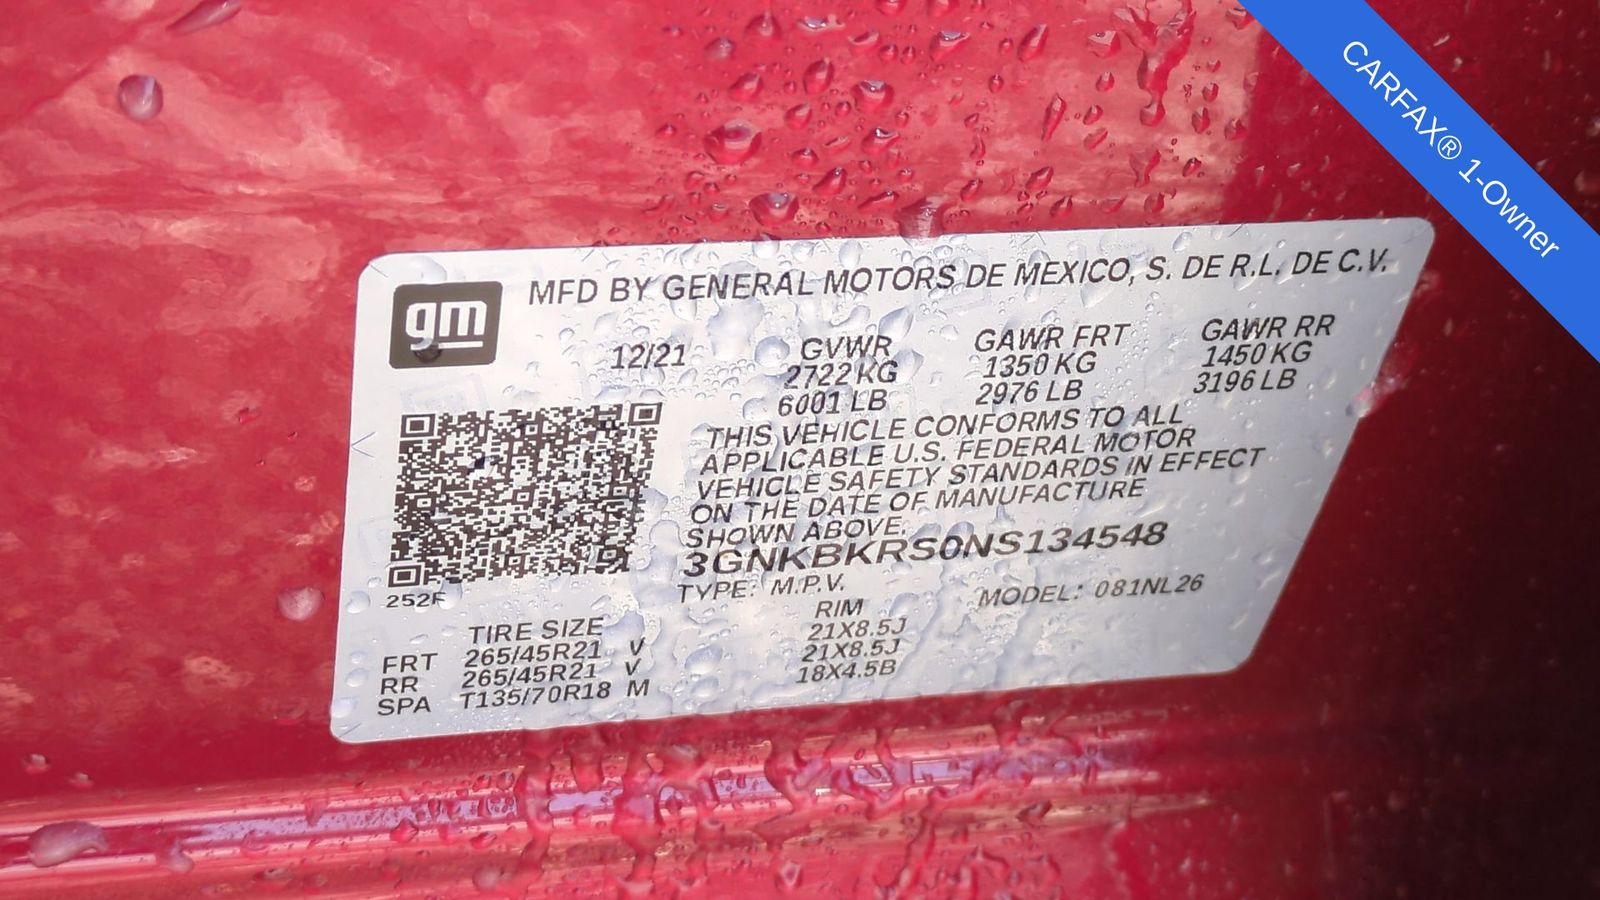 CARFAX® 1-Owner
gm
MFD BY GENERAL MOTORS DE MEXICO, S. DE R.L. DE C.V.
12/21 GVWR GAWR FRT GAWR RR
2722 KG 1350 KG 1450 KG
6001 LB 2976 LB 3196 LB
THIS VEHICLE CONFORMS TO ALL
APPLICABLE U.S. FEDERAL MOTOR
VEHICLE SAFETY STANDARDS IN EFFECT
ON THE DATE OF MANUFACTURE
SHOWN ABOVE.
3GNKBKRS0NS134548
TYPE: M.P.V. MODEL: 081NL26
252F
TIRE SIZE RIM
FRT 265/45R21 V 21X8.5J
RR 265/45R21 V 21X8.5J
SPA T135/70R18 M 18X4.5B